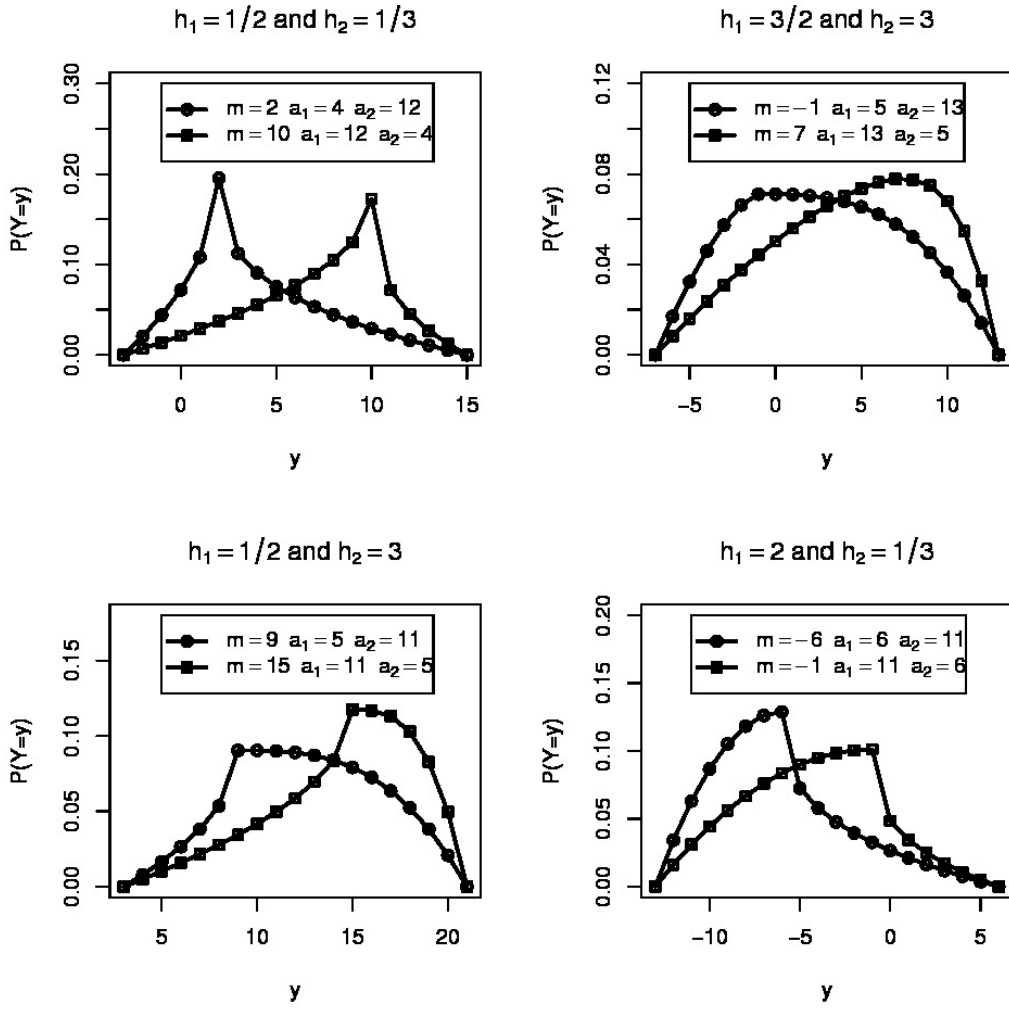 h₁ = 1/2 and h₂ = 1/3
m = 2 a₁ = 4 a₂ = 12
m = 10 a₁ = 12 a₂ = 4
P(Y=y)
0.30
0.20
0.10
0.00
0 5 10 15
y
h₁ = 3/2 and h₂ = 3
m = −1 a₁ = 5 a₂ = 13
m = 7 a₁ = 13 a₂ = 5
P(Y=y)
0.12
0.08
0.04
0.00
−5 0 5 10
y
h₁ = 1/2 and h₂ = 3
m = 9 a₁ = 5 a₂ = 11
m = 15 a₁ = 11 a₂ = 5
P(Y=y)
0.15
0.10
0.05
0.00
5 10 15 20
y
h₁ = 2 and h₂ = 1/3
m = −6 a₁ = 6 a₂ = 11
m = −1 a₁ = 11 a₂ = 6
P(Y=y)
0.20
0.15
0.10
0.05
0.00
−10 −5 0 5
y